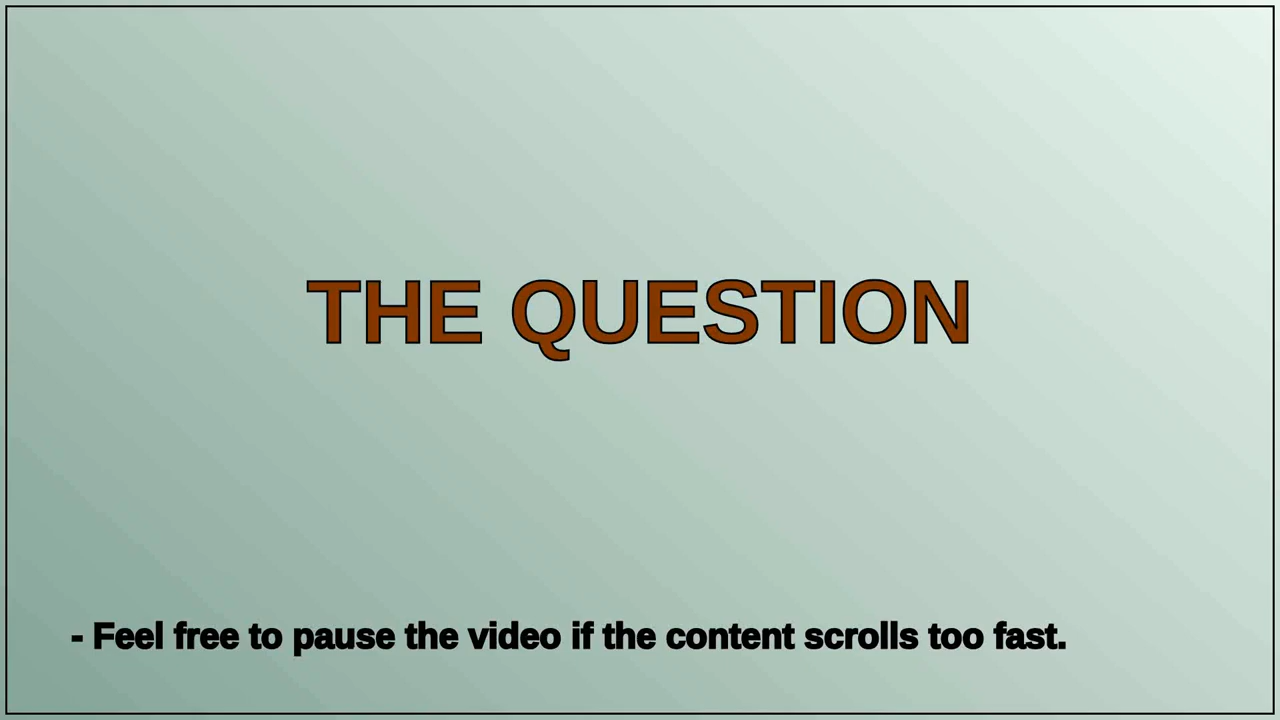 THE QUESTION
- Feel free to pause the video if the content scrolls too fast.